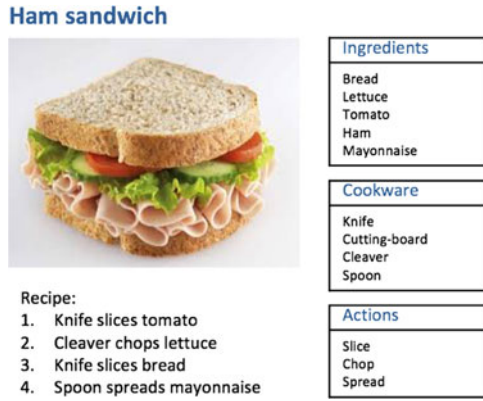 Ham sandwich
Ingredients
Bread
Lettuce
Tomato
Ham
Mayonnaise
Cookware
Knife
Cutting-board
Cleaver
Spoon
Recipe:
1. Knife slices tomato
2. Cleaver chops lettuce
3. Knife slices bread
4. Spoon spreads mayonnaise
Actions
Slice
Chop
Spread